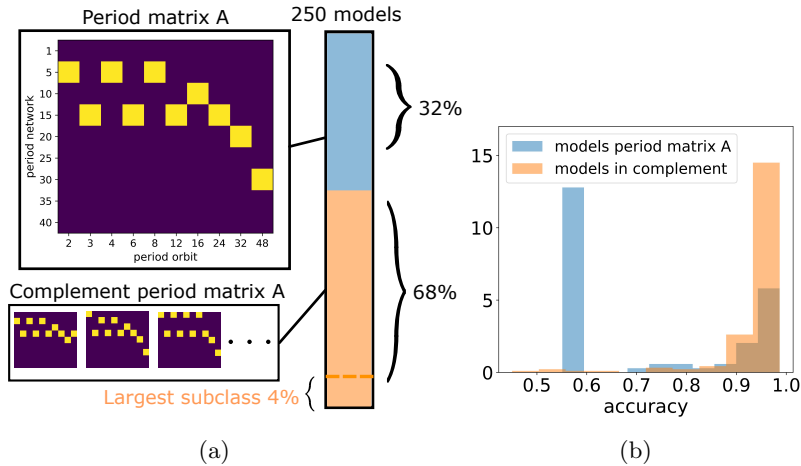 Period matrix A
250 models
period network
1
5
10
15
20
25
30
35
40
2 3 4 6 8 12 16 24 32 48
period orbit
32%
68%
Complement period matrix A
Largest subclass 4%
(a)
models period matrix A
models in complement
15
10
5
0
0.5 0.6 0.7 0.8 0.9 1.0
accuracy
(b)